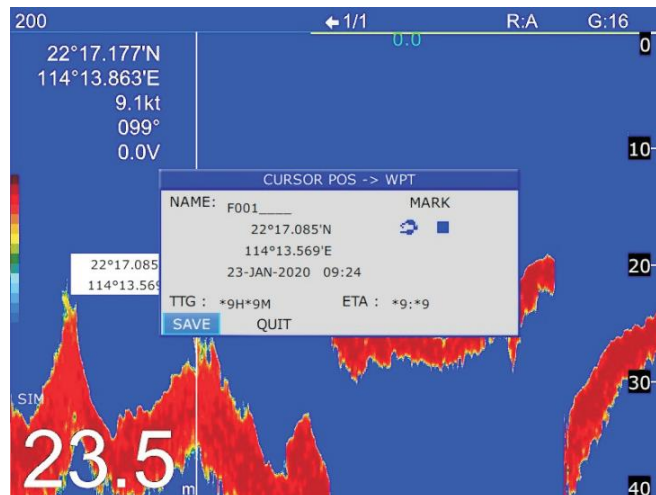 200 1/1 R:A G:16
0.0
0
22°17.177'N
114°13.863'E
9.1kt
099°
0.0V
10
CURSOR POS -> WPT
NAME: F001____ MARK
22°17.085'N
114°13.569'E
23-JAN-2020 09:24
TTG : *9H*9M ETA : *9:*9
SAVE QUIT
22°17.085
114°13.569
20
30
SIM
23.5 m
40